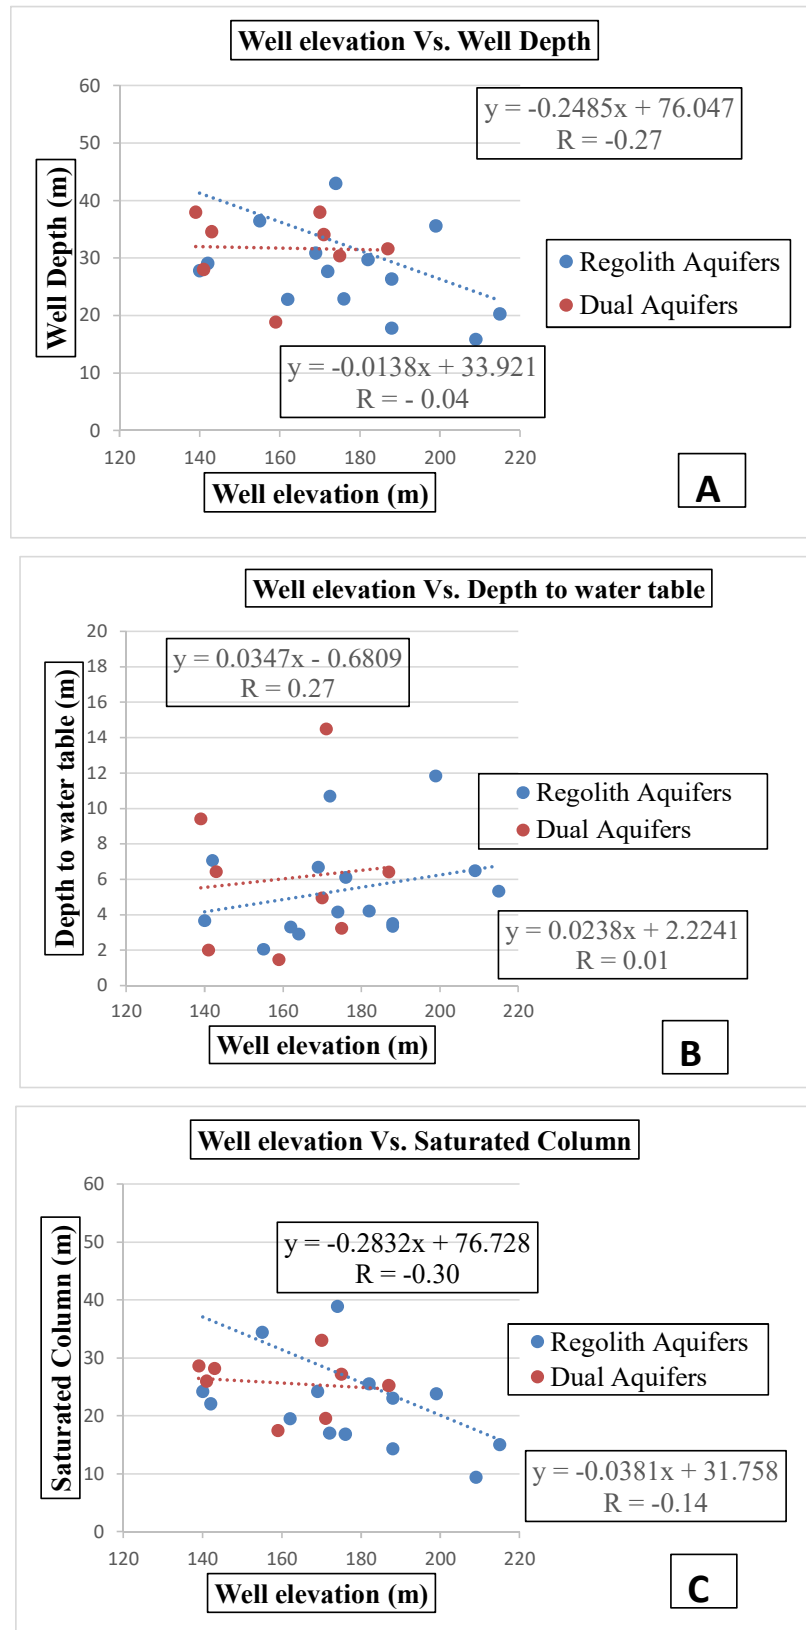 Well elevation Vs. Well Depth
60
50
40
30
20
10
0
Well Depth (m)
y = -0.2485x + 76.047
R = -0.27
Regolith Aquifers
Dual Aquifers
y = -0.0138x + 33.921
R = - 0.04
120 140 160 180 200 220
Well elevation (m)
A
Well elevation Vs. Depth to water table
20
18
16
14
12
10
8
6
4
2
0
Depth to water table (m)
y = 0.0347x - 0.6809
R = 0.27
Regolith Aquifers
Dual Aquifers
y = 0.0238x + 2.2241
R = 0.01
120 140 160 180 200 220
Well elevation (m)
B
Well elevation Vs. Saturated Column
60
50
40
30
20
10
0
Saturated Column (m)
y = -0.2832x + 76.728
R = -0.30
Regolith Aquifers
Dual Aquifers
y = -0.0381x + 31.758
R = -0.14
120 140 160 180 200 220
Well elevation (m)
C